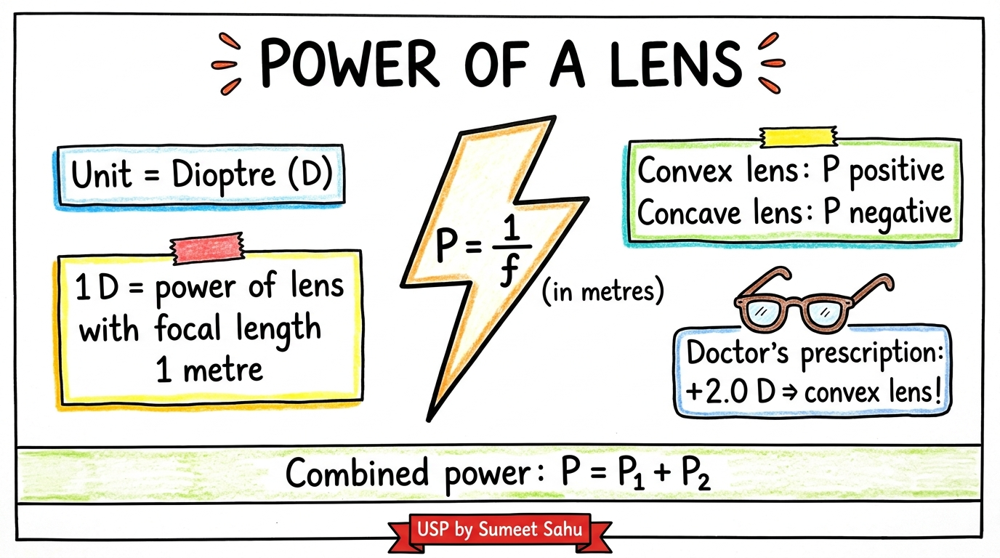 POWER OF A LENS
Unit = Dioptre (D)
1 D = power of lens
with focal length
1 metre
P = 1/f
(in metres)
Convex lens: P positive
Concave lens: P negative
Doctor's prescription:
+2.0 D ⇒ convex lens!
Combined power: P = P₁ + P₂
USP by Sumeet Sahu